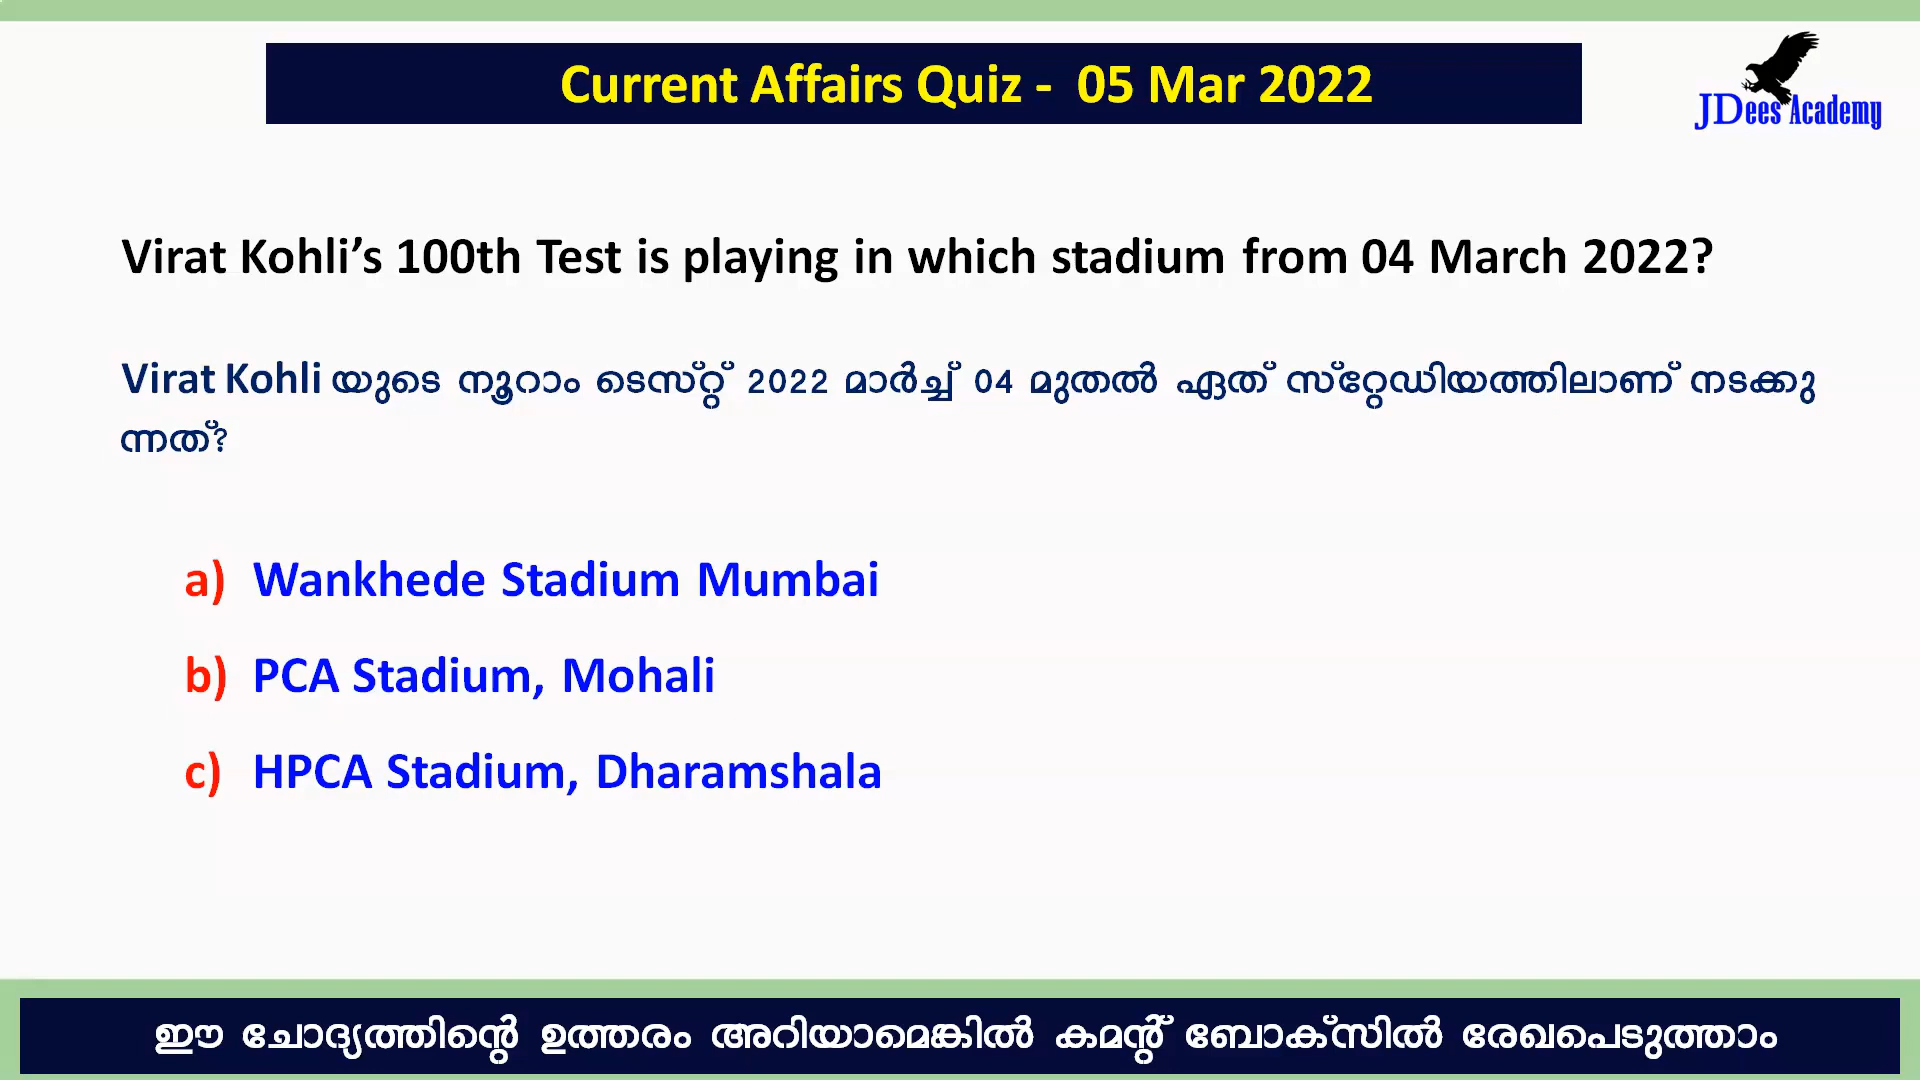 Current Affairs Quiz - 05 Mar 2022
JDees Academy
Virat Kohli’s 100th Test is playing in which stadium from 04 March 2022?
Virat Kohli യുടെ നൂറാം ടെസ്റ്റ് 2022 മാർച്ച് 04 മുതൽ ഏത് സ്റ്റേഡിയത്തിലാണ് നടക്കു
ന്നത്?
a) Wankhede Stadium Mumbai
b) PCA Stadium, Mohali
c) HPCA Stadium, Dharamshala
ഈ ചോദ്യത്തിന്റെ ഉത്തരം അറിയാമെങ്കിൽ കമന്റ് ബോക്സിൽ രേഖപെടുത്താം